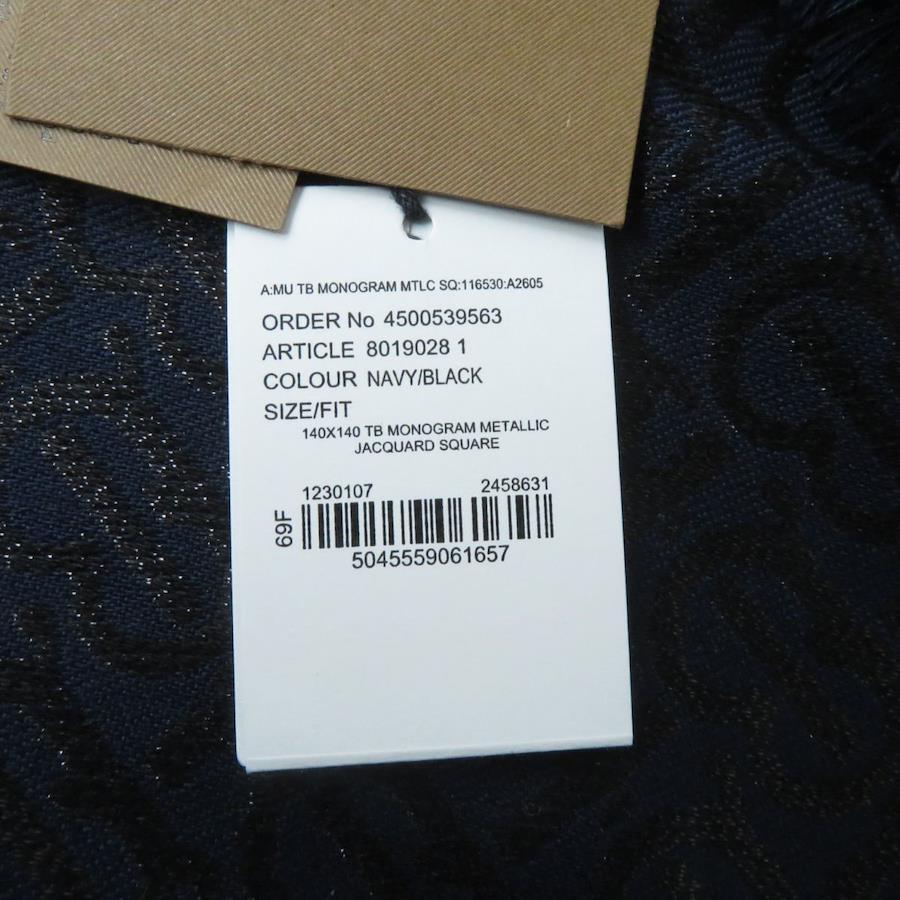 A:MU TB MONOGRAM MTLC SQ:116530:A2605
ORDER No 4500539563
ARTICLE 8019028 1
COLOUR NAVY/BLACK
SIZE/FIT
140X140 TB MONOGRAM METALLIC
JACQUARD SQUARE
1230107 2458631
69F
5045559061657